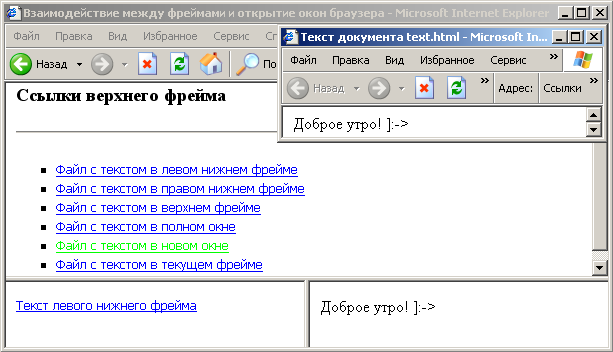 Взаимодействие между фреймами и открытие окон браузера - Microsoft Internet Explorer
Файл Правка Вид Избранное Сервис
Назад
Ссылки верхнего фрейма
Файл с текстом в левом нижнем фрейме
Файл с текстом в правом нижнем фрейме
Файл с текстом в верхнем фрейме
Файл с текстом в полном окне
Файл с текстом в новом окне
Файл с текстом в текущем фрейме
Текст документа text.html - Microsoft In...
Файл Правка Вид Избранное Сервис »
Назад » Адрес: Ссылки »
Доброе утро! ]:->
Текст левого нижнего фрейма
Доброе утро! ]:->